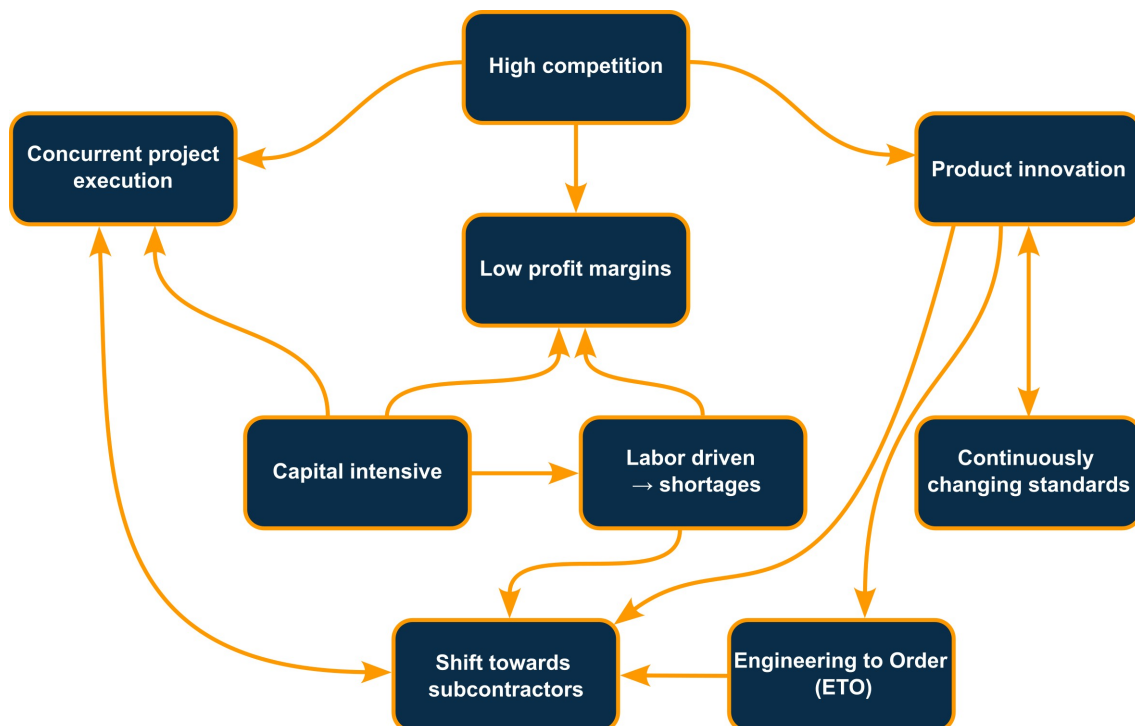 High competition
Concurrent project
execution
Product innovation
Low profit margins
Capital intensive
Labor driven
→ shortages
Continuously
changing standards
Shift towards
subcontractors
Engineering to Order
(ETO)